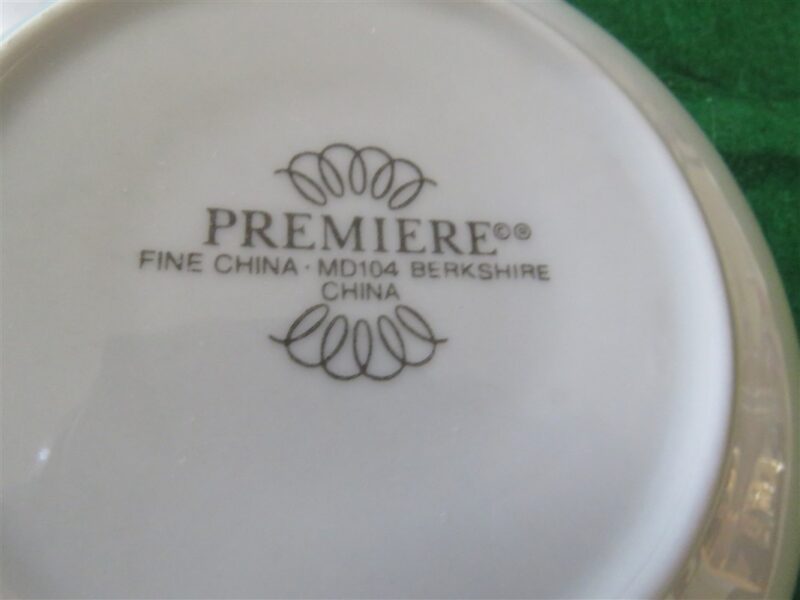 PREMIERE©®
FINE CHINA · MD104 BERKSHIRE
CHINA